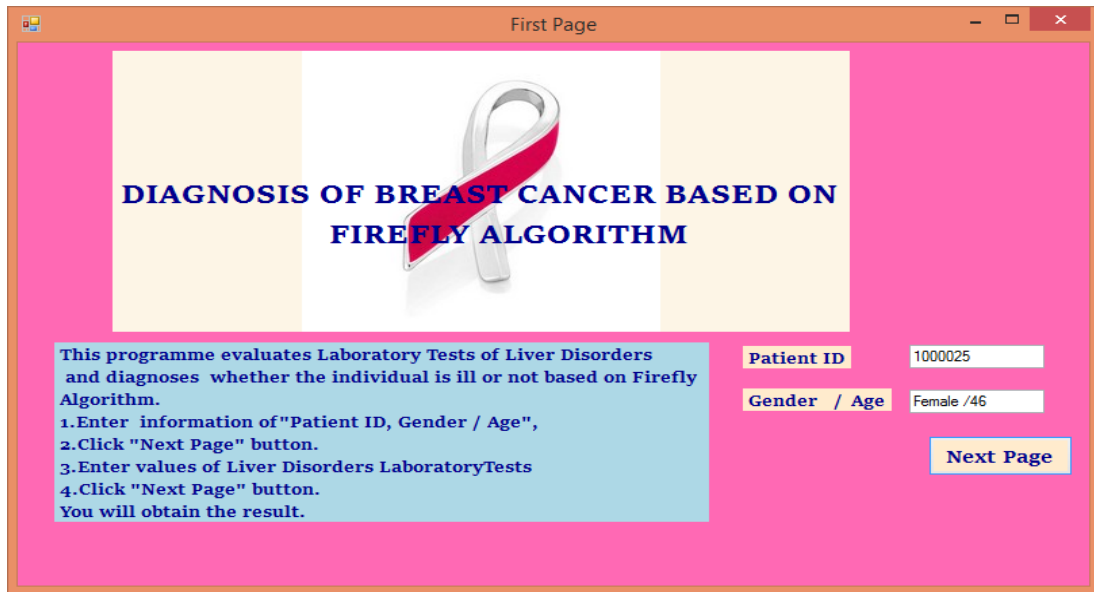 First Page
DIAGNOSIS OF BREAST CANCER BASED ON
FIREFLY ALGORITHM
This programme evaluates Laboratory Tests of Liver Disorders
and diagnoses whether the individual is ill or not based on Firefly
Algorithm.
1.Enter information of "Patient ID, Gender / Age",
2.Click "Next Page" button.
3.Enter values of Liver Disorders LaboratoryTests
4.Click "Next Page" button.
You will obtain the result.
Patient ID 1000025
Gender / Age Female /46
Next Page